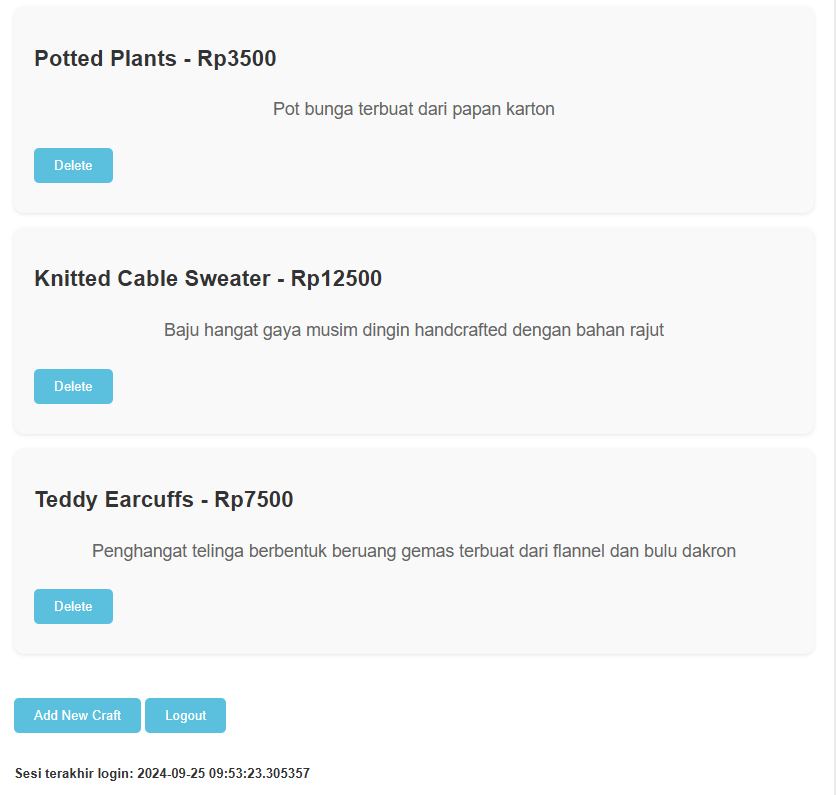 Potted Plants - Rp3500
Pot bunga terbuat dari papan karton
Delete
Knitted Cable Sweater - Rp12500
Baju hangat gaya musim dingin handcrafted dengan bahan rajut
Delete
Teddy Earcuffs - Rp7500
Penghangat telinga berbentuk beruang gemas terbuat dari flannel dan bulu dakron
Delete
Add New Craft Logout
Sesi terakhir login: 2024-09-25 09:53:23.305357